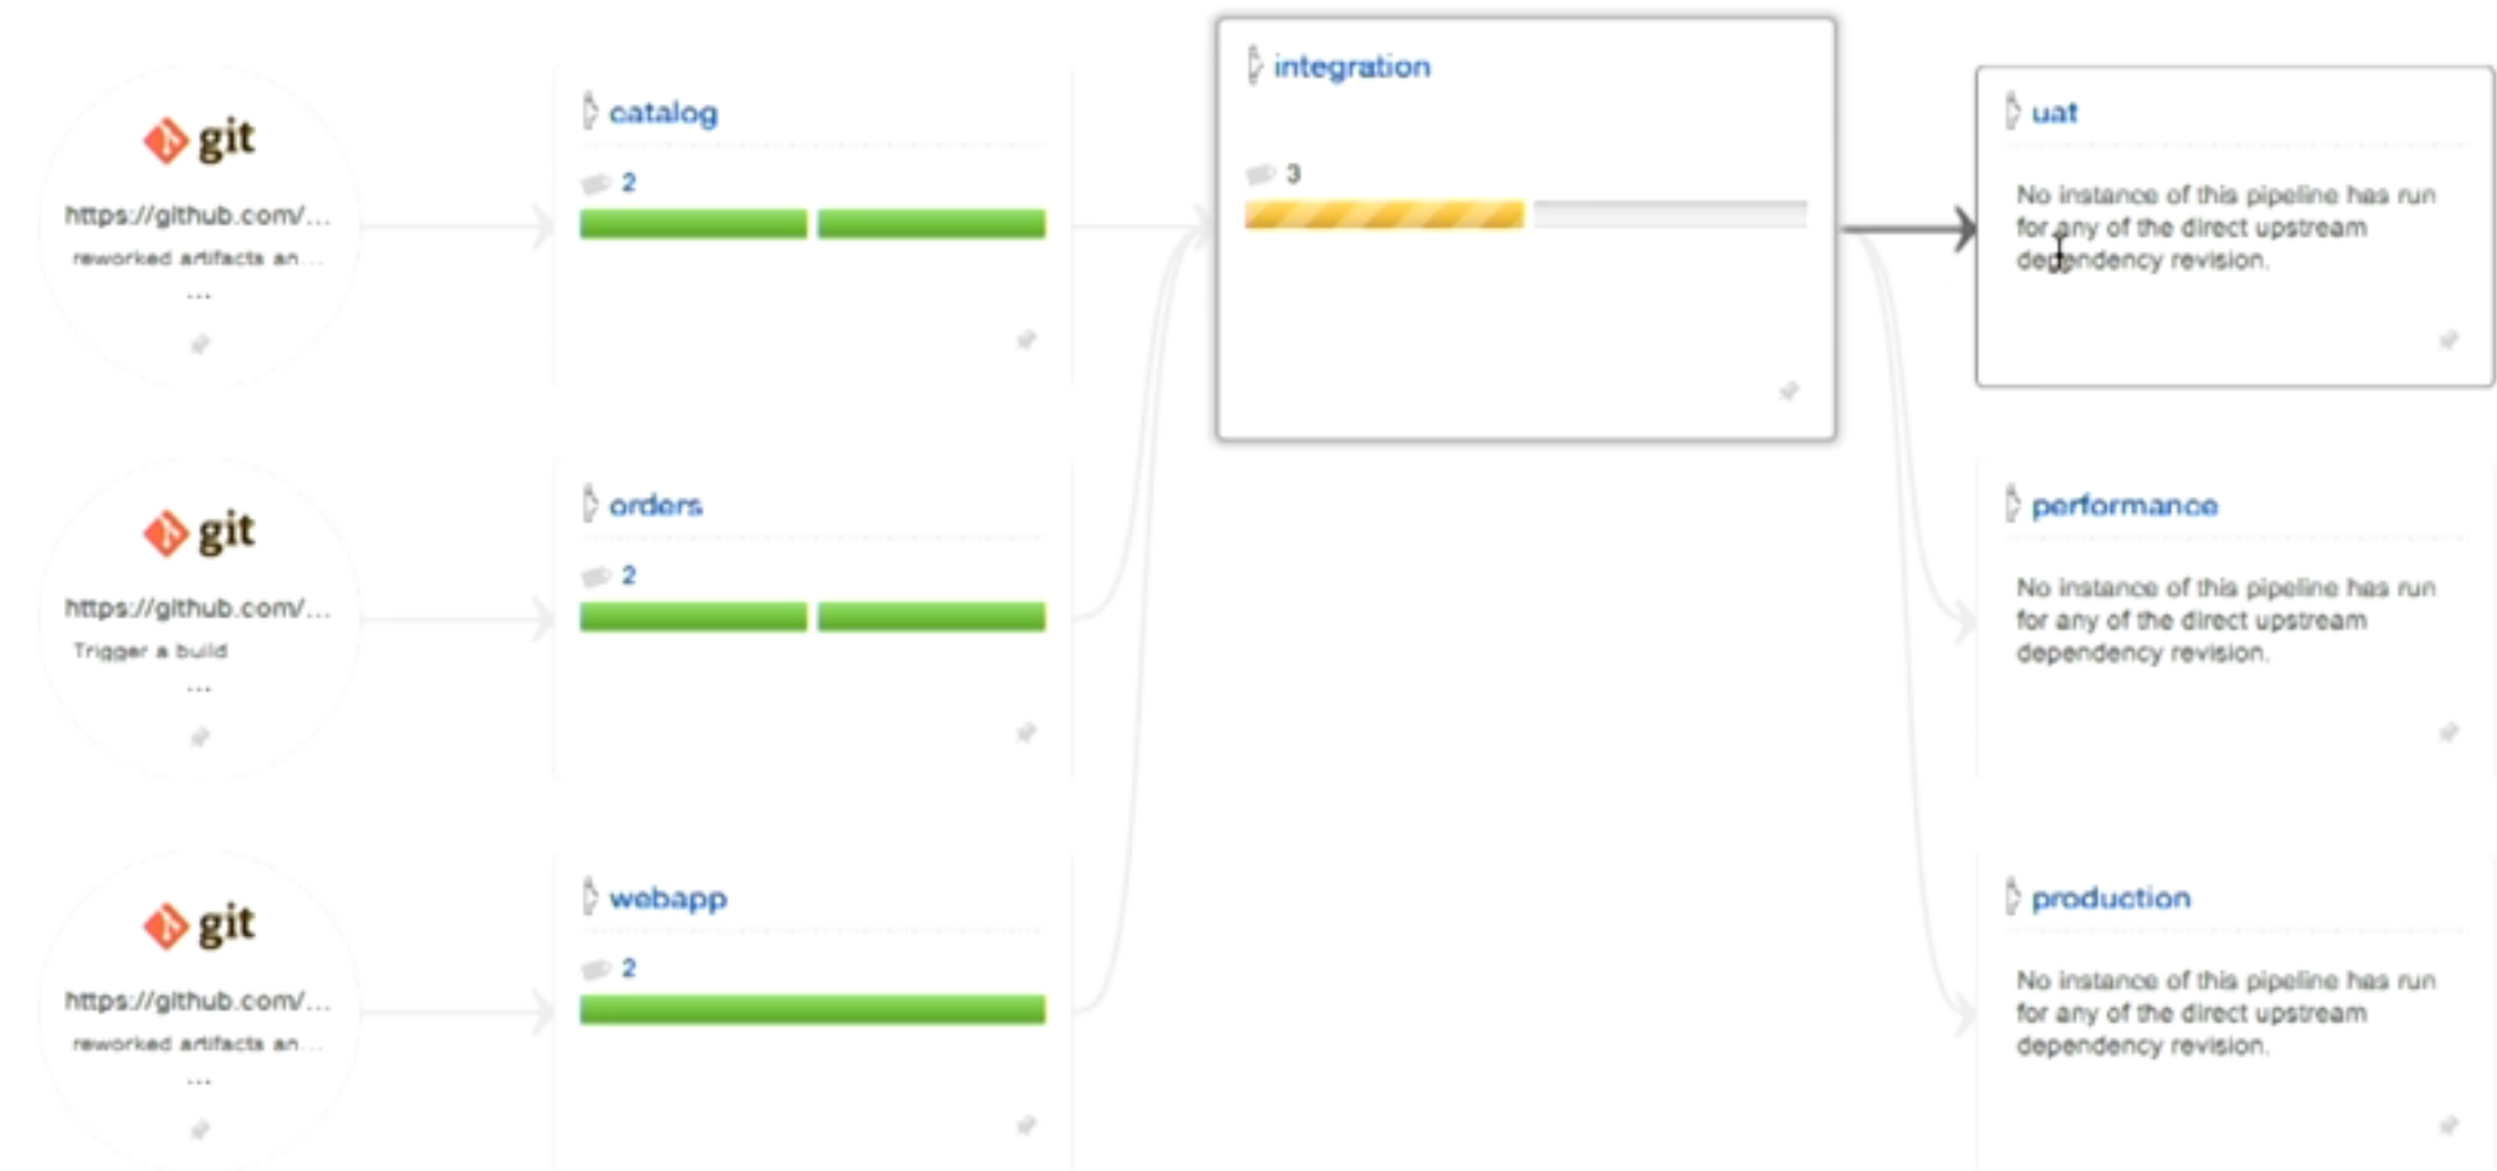 git
https://github.com/...
reworked artifacts an...
...
catalog
2
integration
3
uat
No instance of this pipeline has run
for any of the direct upstream
dependency revision.
git
https://github.com/...
Trigger a build
...
orders
2
performance
No instance of this pipeline has run
for any of the direct upstream
dependency revision.
git
https://github.com/...
reworked artifacts an...
...
webapp
2
production
No instance of this pipeline has run
for any of the direct upstream
dependency revision.